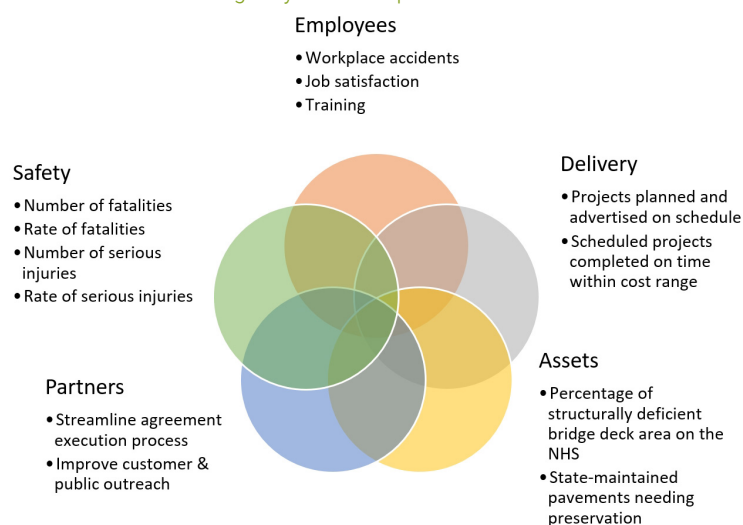 Employees
• Workplace accidents
• Job satisfaction
• Training
Safety
• Number of fatalities
• Rate of fatalities
• Number of serious
injuries
• Rate of serious injuries
Delivery
• Projects planned and
advertised on schedule
• Scheduled projects
completed on time
within cost range
Assets
• Percentage of
structurally deficient
bridge deck area on the
NHS
• State-maintained
pavements needing
preservation
Partners
• Streamline agreement
execution process
• Improve customer &
public outreach